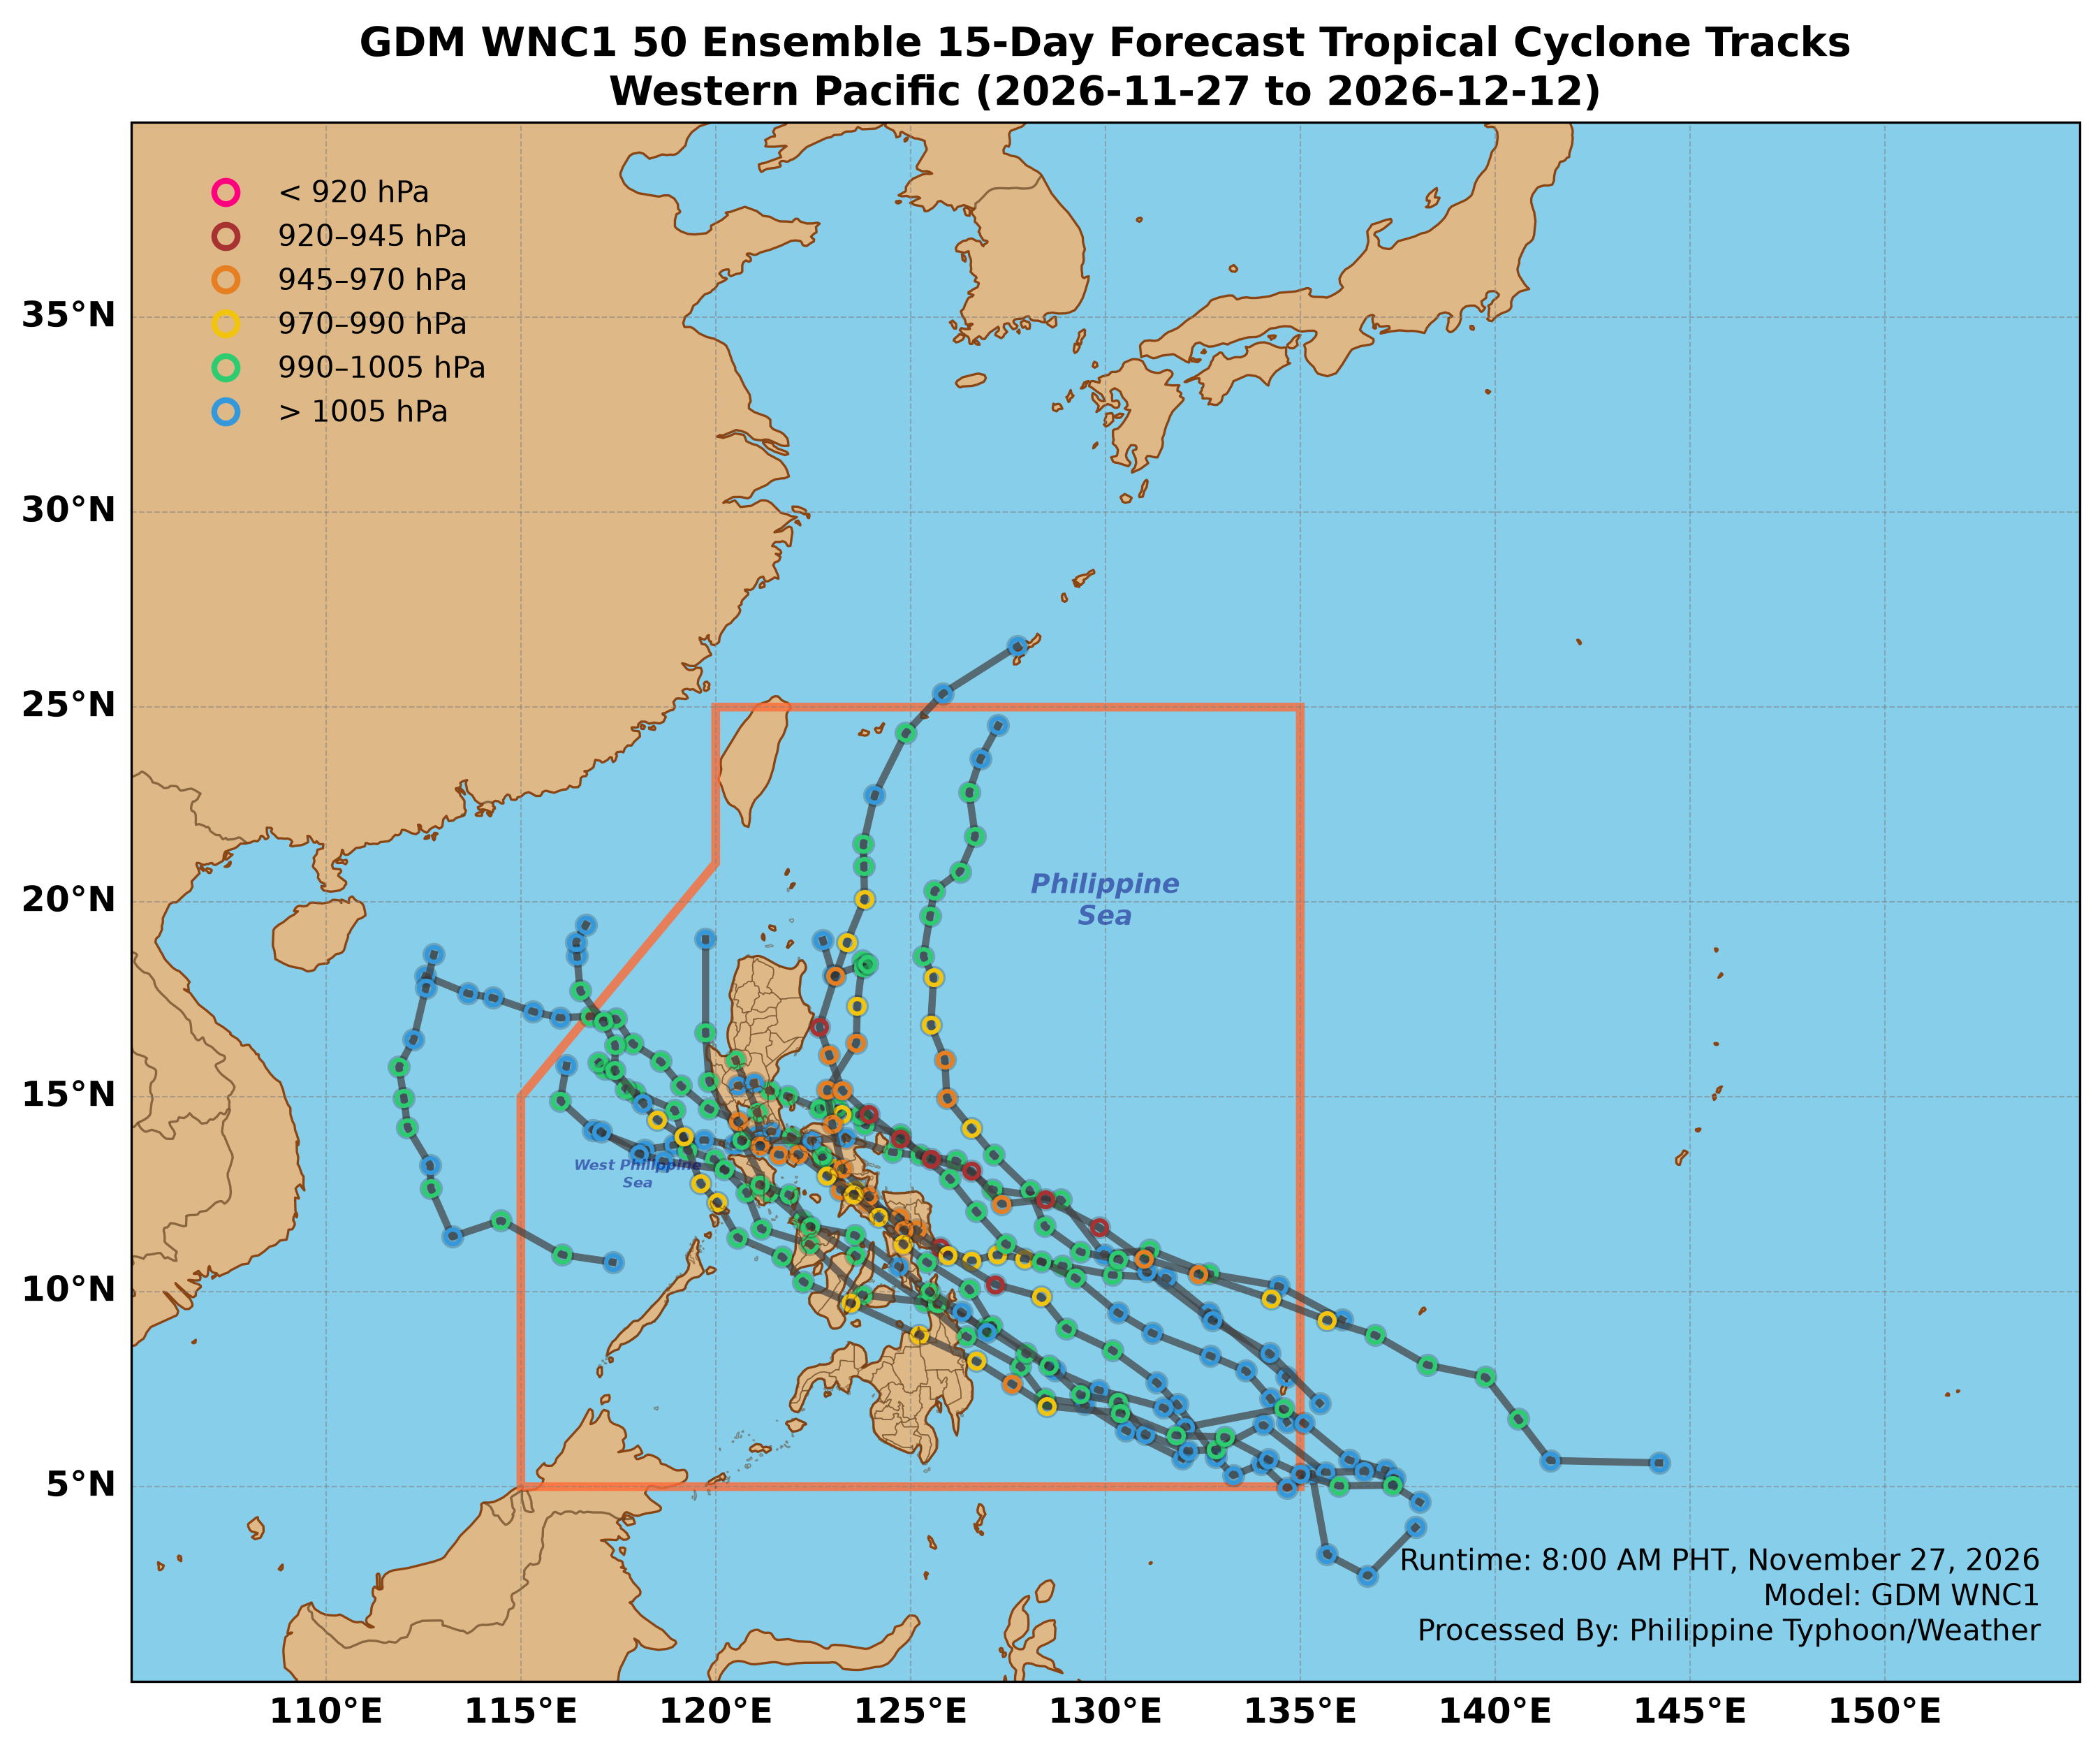 GDM WNC1 50 Ensemble 15-Day Forecast Tropical Cyclone Tracks
Western Pacific (2026-11-27 to 2026-12-12)
< 920 hPa
920–945 hPa
945–970 hPa
970–990 hPa
990–1005 hPa
> 1005 hPa
35°N
30°N
25°N
20°N
15°N
10°N
5°N
Philippine
Sea
West Philippine
Sea
Runtime: 8:00 AM PHT, November 27, 2026
Model: GDM WNC1
Processed By: Philippine Typhoon/Weather
110°E 115°E 120°E 125°E 130°E 135°E 140°E 145°E 150°E